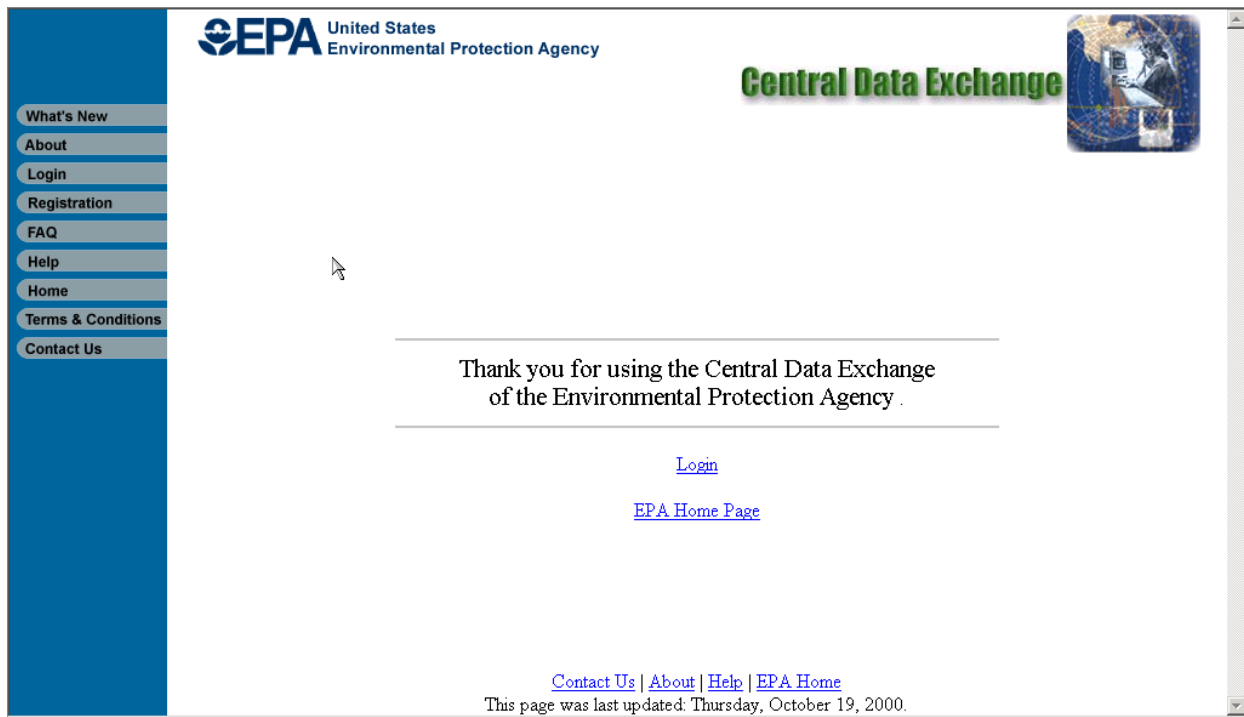 EPA United States
Environmental Protection Agency
Central Data Exchange
What's New
About
Login
Registration
FAQ
Help
Home
Terms & Conditions
Contact Us
Thank you for using the Central Data Exchange
of the Environmental Protection Agency .
Login
EPA Home Page
Contact Us | About | Help | EPA Home
This page was last updated: Thursday, October 19, 2000.